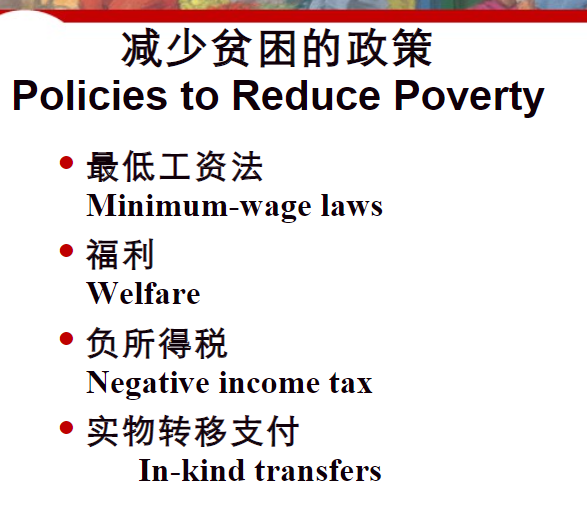 减少贫困的政策
Policies to Reduce Poverty
• 最低工资法
Minimum-wage laws
• 福利
Welfare
• 负所得税
Negative income tax
• 实物转移支付
In-kind transfers